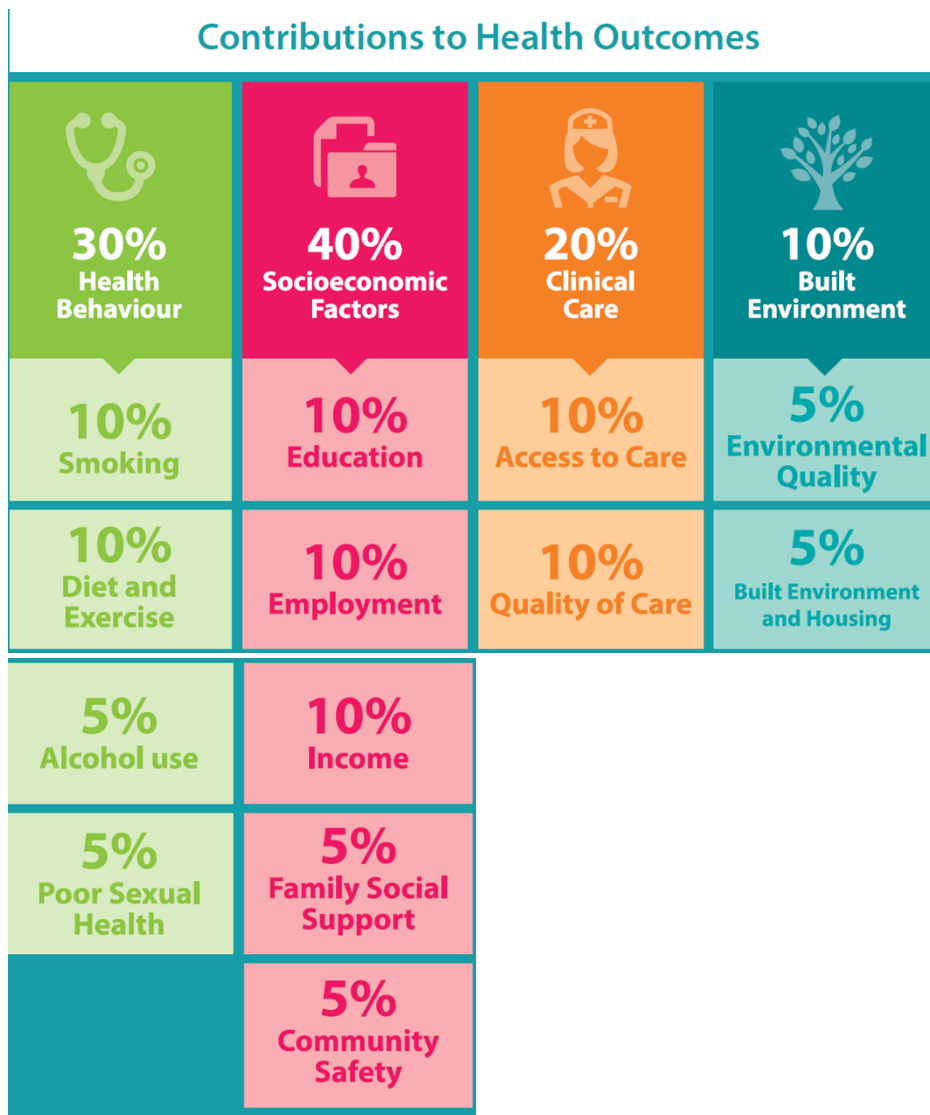 Contributions to Health Outcomes
30%
Health
Behaviour
10%
Smoking
10%
Diet and
Exercise
5%
Alcohol use
5%
Poor Sexual
Health
40%
Socioeconomic
Factors
10%
Education
10%
Employment
10%
Income
5%
Family Social
Support
5%
Community
Safety
20%
Clinical
Care
10%
Access to Care
10%
Quality of Care
10%
Built
Environment
5%
Environmental
Quality
5%
Built Environment
and Housing